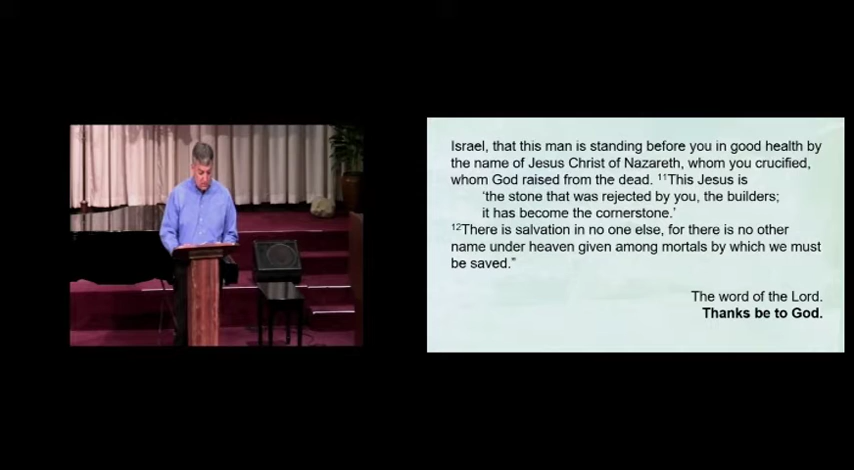 Israel, that this man is standing before you in good health by
the name of Jesus Christ of Nazareth, whom you crucified,
whom God raised from the dead. ¹¹This Jesus is
‘the stone that was rejected by you, the builders;
it has become the cornerstone.’
¹²There is salvation in no one else, for there is no other
name under heaven given among mortals by which we must
be saved.”
The word of the Lord.
Thanks be to God.